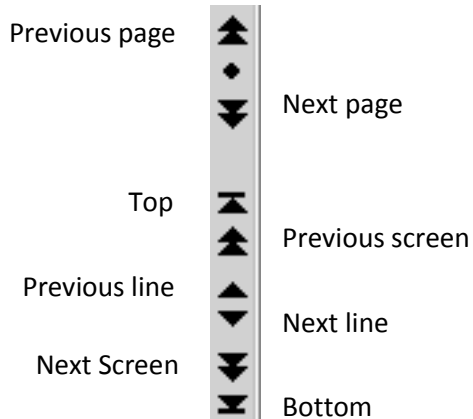 Previous page
Next page
Top
Previous screen
Previous line
Next line
Next Screen
Bottom